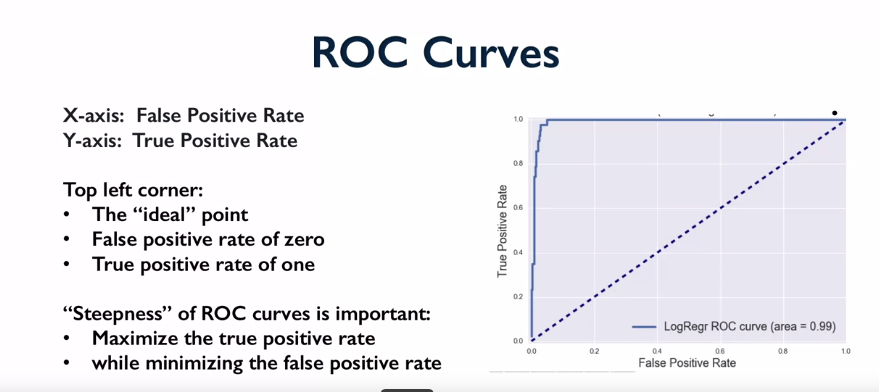 ROC Curves
X-axis: False Positive Rate
Y-axis: True Positive Rate
Top left corner:
• The “ideal” point
• False positive rate of zero
• True positive rate of one
“Steepness” of ROC curves is important:
• Maximize the true positive rate
• while minimizing the false positive rate
True Positive Rate
1.0
0.8
0.6
0.4
0.2
0.0
LogRegr ROC curve (area = 0.99)
0.0 0.2 0.4 0.6 0.8 1.0
False Positive Rate